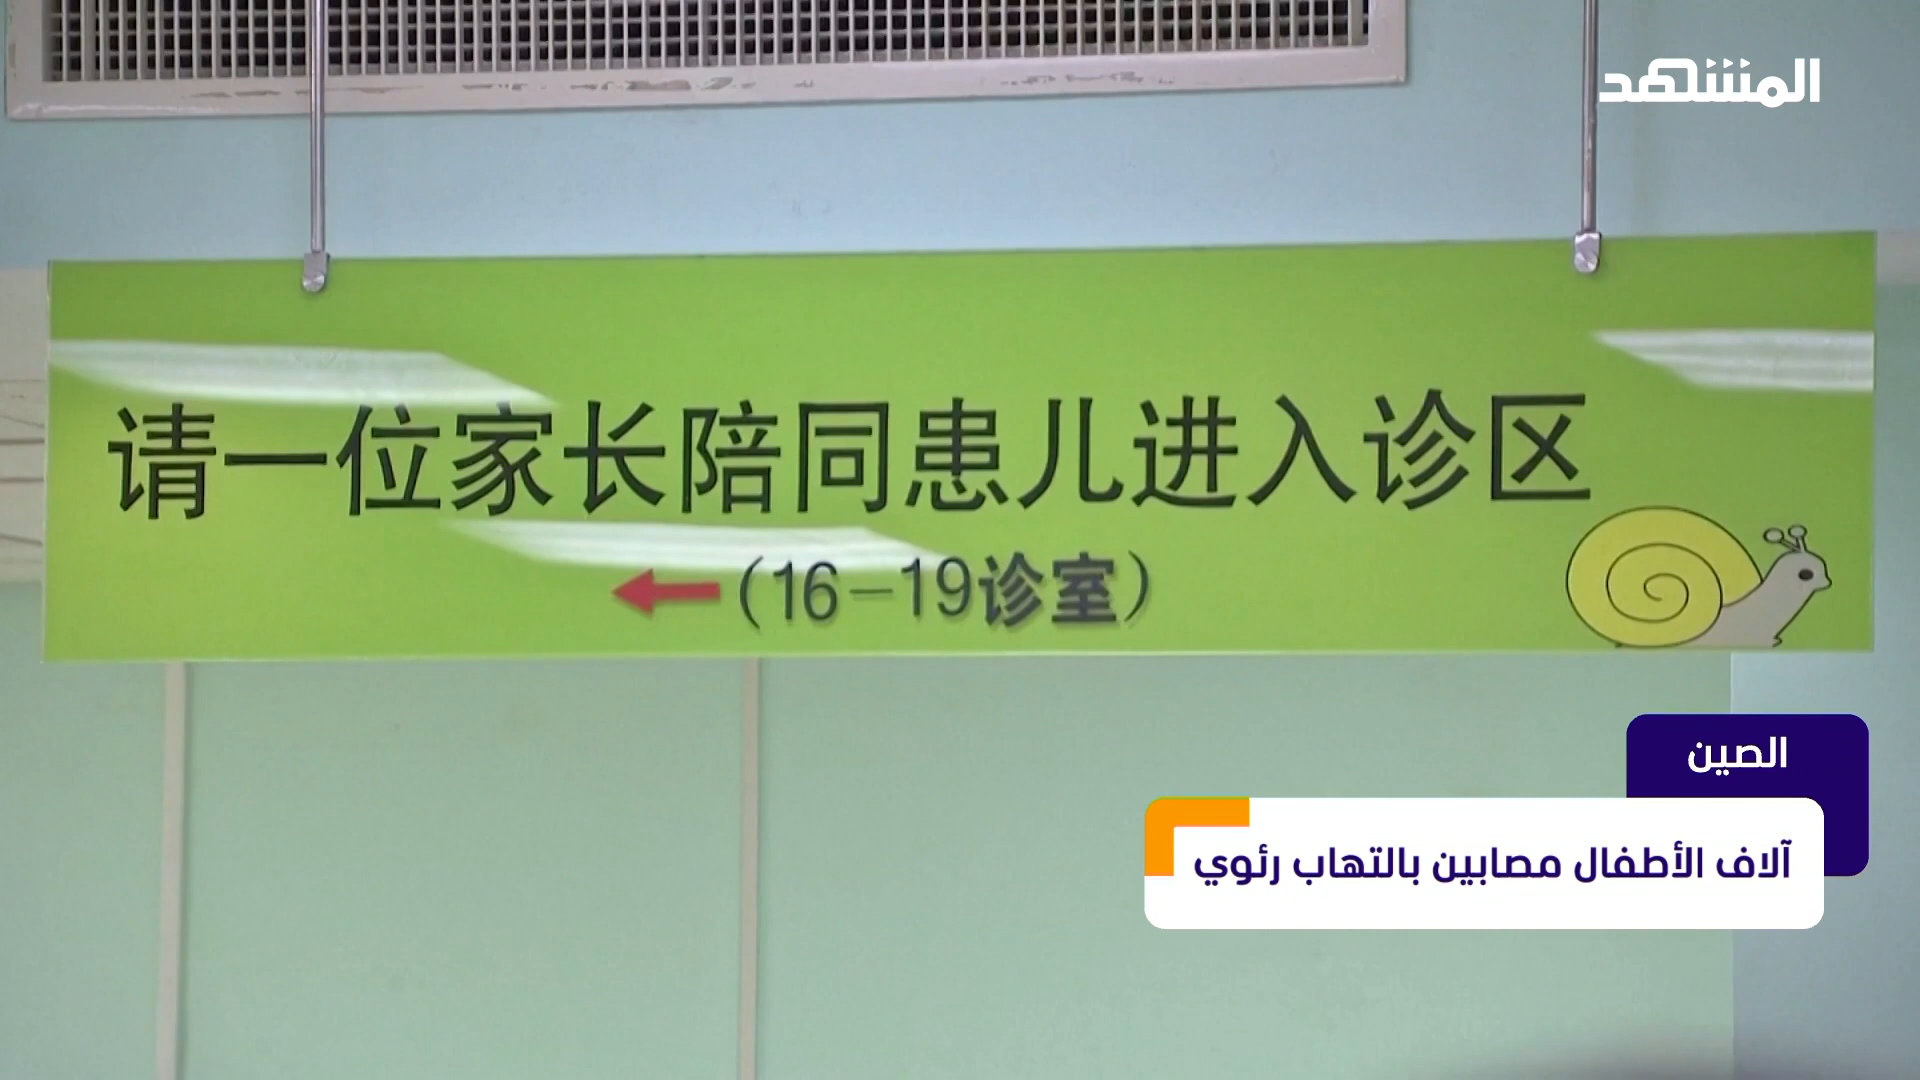 المشهد
请一位家长陪同患儿进入诊区
(16-19诊室)
الصين
آلاف الأطفال مصابين بالتهاب رئوي